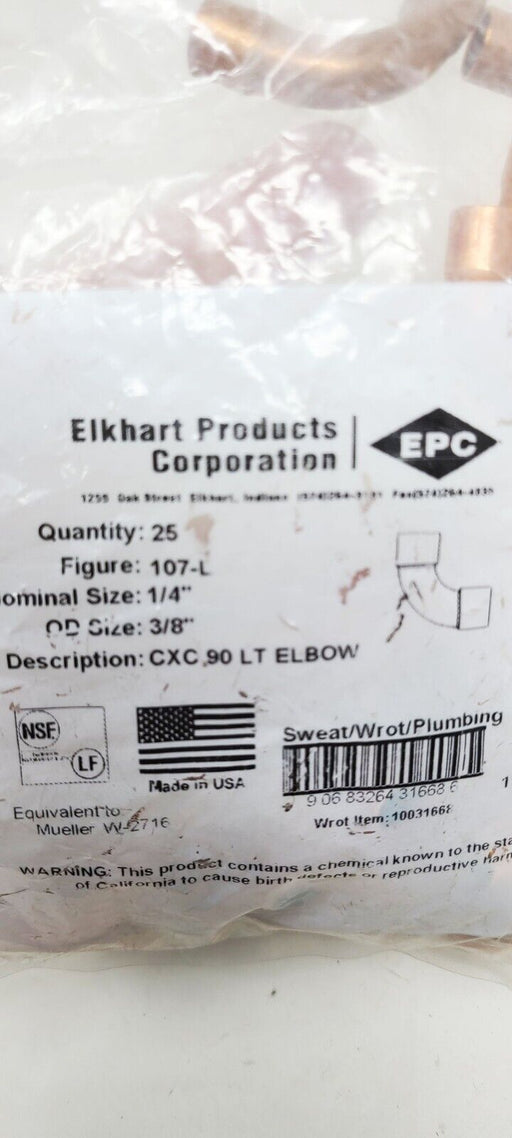 Elkhart Products
Corporation
EPC
1255 Oak Street Elkhart, Indiana
Quantity: 25
Figure: 107-L
ominal Size: 1/4"
OD Size: 3/8"
Description: CXC 90 LT ELBOW
NSF
LF
Made in USA
Sweat/Wrot/Plumbing
9 06 83264 31668 6
1
Wrot Item: 10031668
Equivalent to
Mueller W-2716
WARNING: This product contains a chemical known to the sta
of California to cause birth defects or reproductive harm